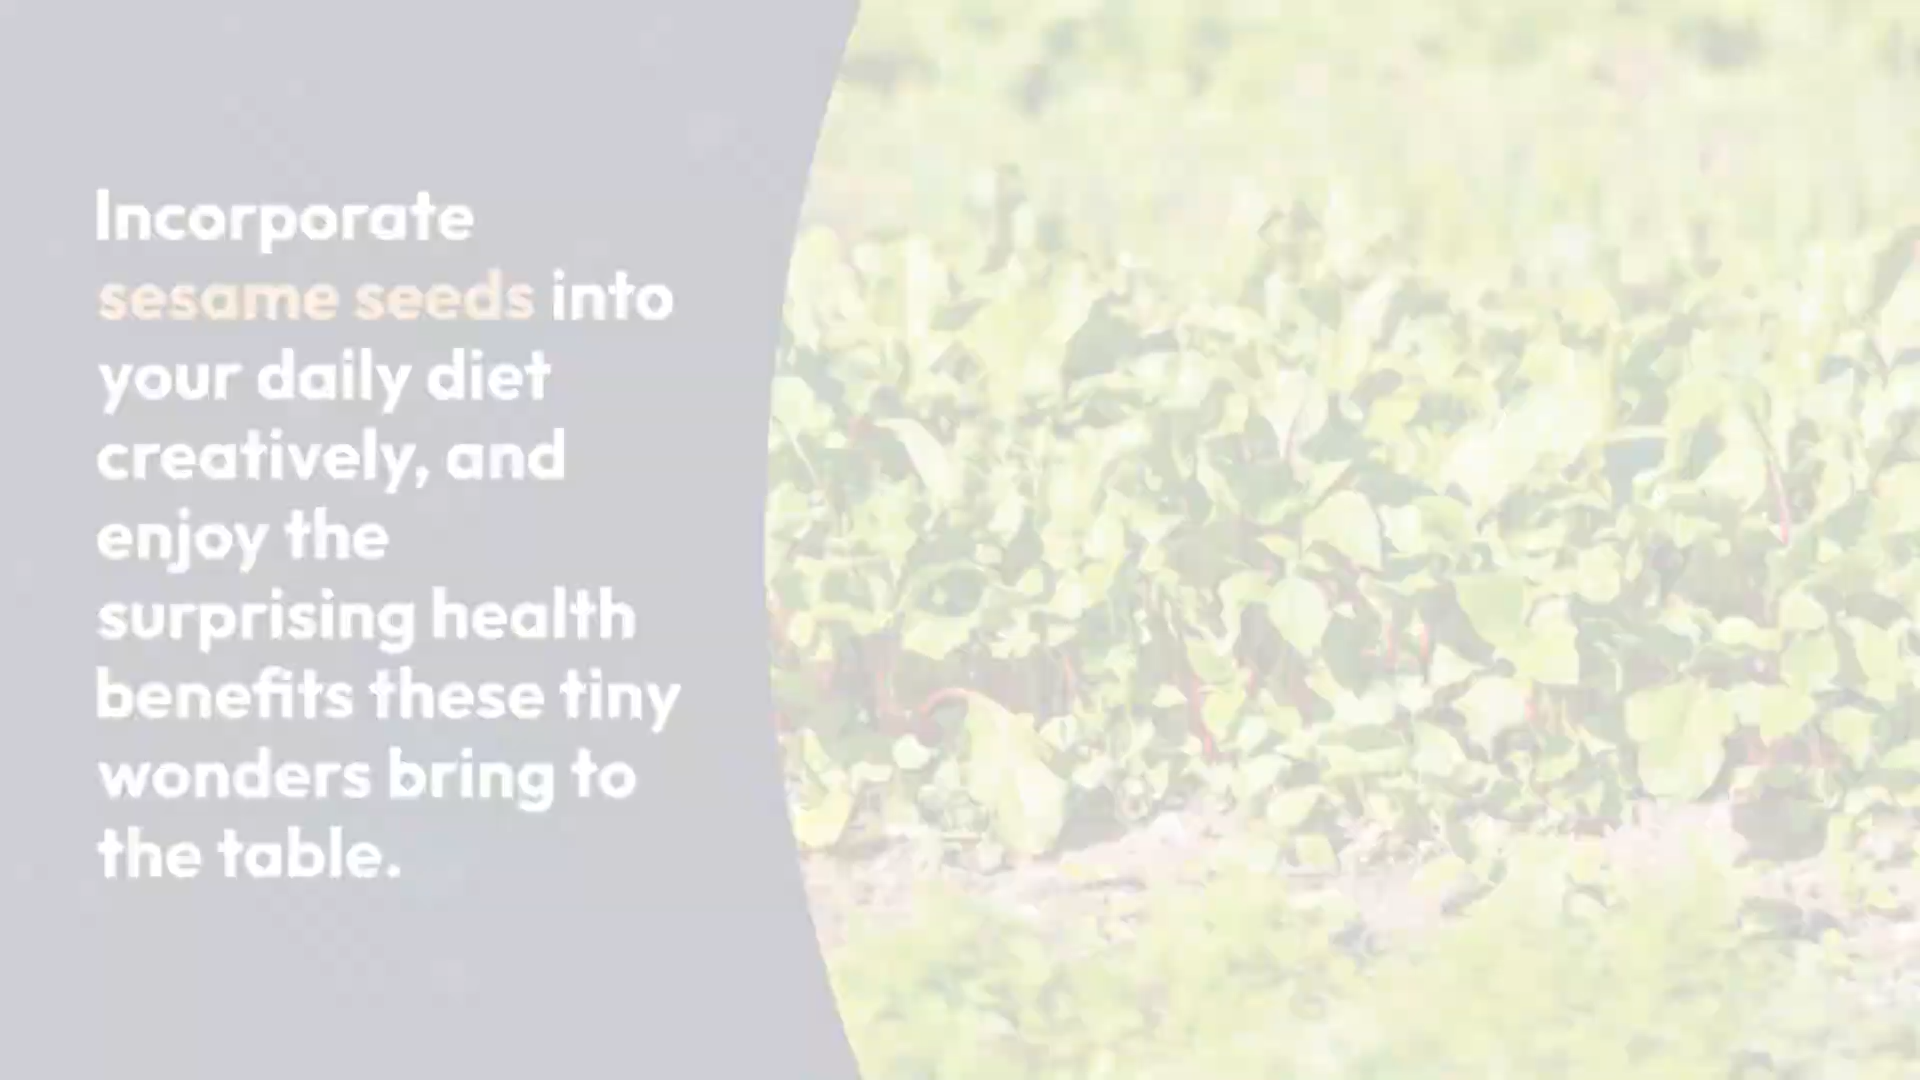 Incorporate
sesame seeds into
your daily diet
creatively, and
enjoy the
surprising health
benefits these tiny
wonders bring to
the table.